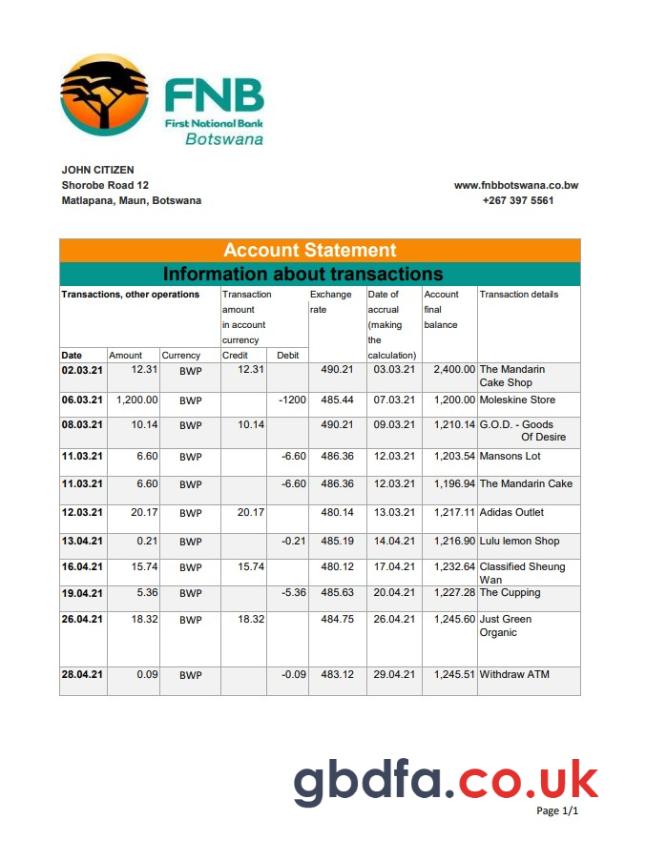 FNB
First National Bank
Botswana
JOHN CITIZEN
Shorobe Road 12
Matlapana, Maun, Botswana
www.fnbbotswana.co.bw
+267 397 5561
Account Statement
Information about transactions
Transactions, other operations Transaction amount in account currency Exchange rate Date of accrual (making the calculation) Account final balance Transaction details
Date Amount Currency Credit Debit
02.03.21 12.31 BWP 12.31 490.21 03.03.21 2,400.00 The Mandarin
Cake Shop
06.03.21 1,200.00 BWP -1200 485.44 07.03.21 1,200.00 Moleskine Store
08.03.21 10.14 BWP 10.14 490.21 09.03.21 1,210.14 G.O.D. - Goods
Of Desire
11.03.21 6.60 BWP -6.60 486.36 12.03.21 1,203.54 Mansons Lot
11.03.21 6.60 BWP -6.60 486.36 12.03.21 1,196.94 The Mandarin Cake
12.03.21 20.17 BWP 20.17 480.14 13.03.21 1,217.11 Adidas Outlet
13.04.21 0.21 BWP -0.21 485.19 14.04.21 1,216.90 Lulu lemon Shop
16.04.21 15.74 BWP 15.74 480.12 17.04.21 1,232.64 Classified Sheung
Wan
19.04.21 5.36 BWP -5.36 485.63 20.04.21 1,227.28 The Cupping
26.04.21 18.32 BWP 18.32 484.75 26.04.21 1,245.60 Just Green
Organic
28.04.21 0.09 BWP -0.09 483.12 29.04.21 1,245.51 Withdraw ATM
gbdfa.co.uk
Page 1/1